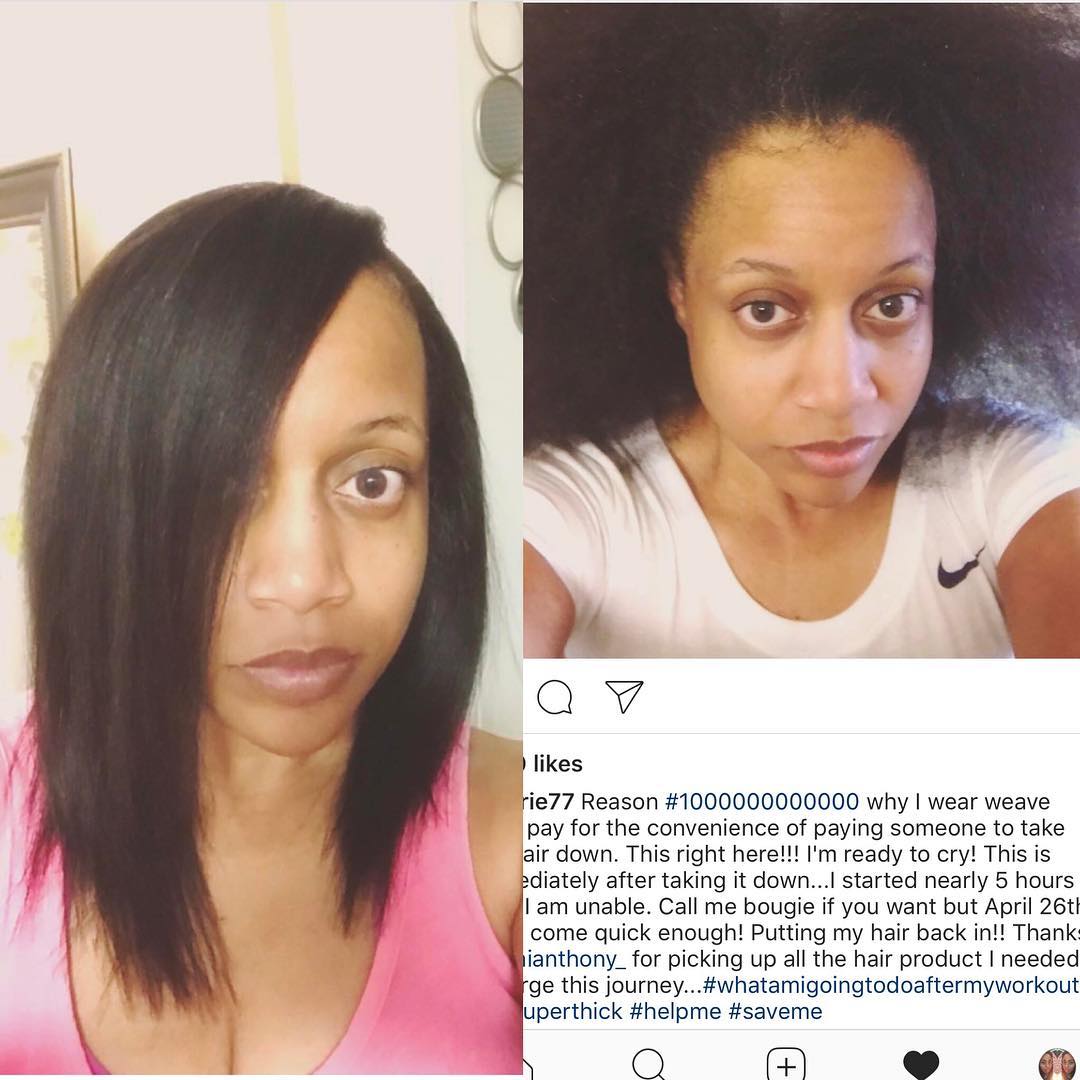 likes
rie77 Reason #1000000000000 why I wear weave
pay for the convenience of paying someone to take
air down. This right here!!! I'm ready to cry! This is
ediately after taking it down...I started nearly 5 hours
I am unable. Call me bougie if you want but April 26th
come quick enough! Putting my hair back in!! Thanks
nianthony_ for picking up all the hair product I needed
rge this journey...#whatamigoingtodoaftermyworkout
uperthick #helpme #saveme